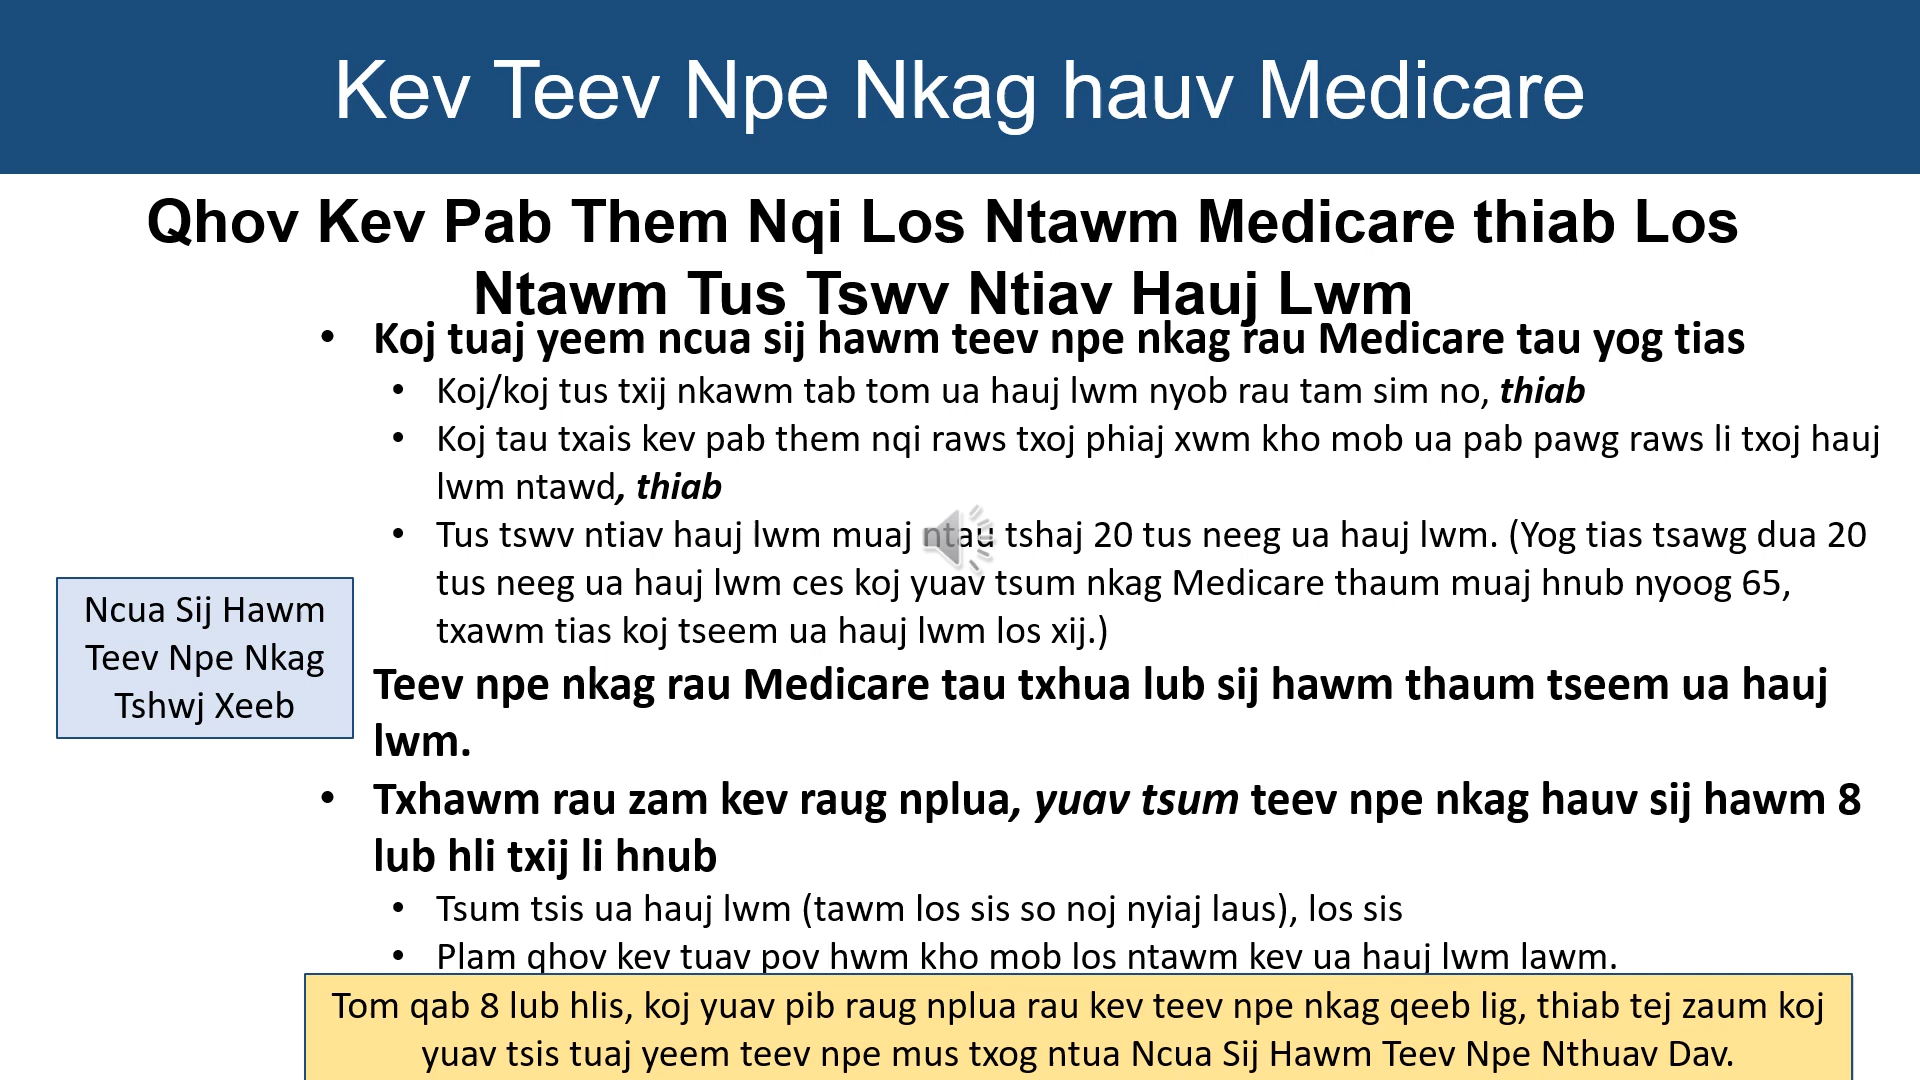 Kev Teev Npe Nkag hauv Medicare
Qhov Kev Pab Them Nqi Los Ntawm Medicare thiab Los
Ntawm Tus Tswv Ntiav Hauj Lwm
• Koj tuaj yeem ncua sij hawm teev npe nkag rau Medicare tau yog tias
• Koj/koj tus txij nkawm tab tom ua hauj lwm nyob rau tam sim no, thiab
• Koj tau txais kev pab them nqi raws txoj phiaj xwm kho mob ua pab pawg raws li txoj hauj
lwm ntawd, thiab
• Tus tswv ntiav hauj lwm muaj ntau tshaj 20 tus neeg ua hauj lwm. (Yog tias tsawg dua 20
tus neeg ua hauj lwm ces koj yuav tsum nkag Medicare thaum muaj hnub nyoog 65,
txawm tias koj tseem ua hauj lwm los xij.)
Ncua Sij Hawm
Teev Npe Nkag
Tshwj Xeeb
Teev npe nkag rau Medicare tau txhua lub sij hawm thaum tseem ua hauj
lwm.
• Txhawm rau zam kev raug nplua, yuav tsum teev npe nkag hauv sij hawm 8
lub hli txij li hnub
• Tsum tsis ua hauj lwm (tawm los sis so noj nyiaj laus), los sis
• Plam qhov kev tuav pov hwm kho mob los ntawm kev ua hauj lwm lawm.
Tom qab 8 lub hlis, koj yuav pib raug nplua rau kev teev npe nkag qeeb lig, thiab tej zaum koj
yuav tsis tuaj yeem teev npe mus txog ntua Ncua Sij Hawm Teev Npe Nthuav Dav.